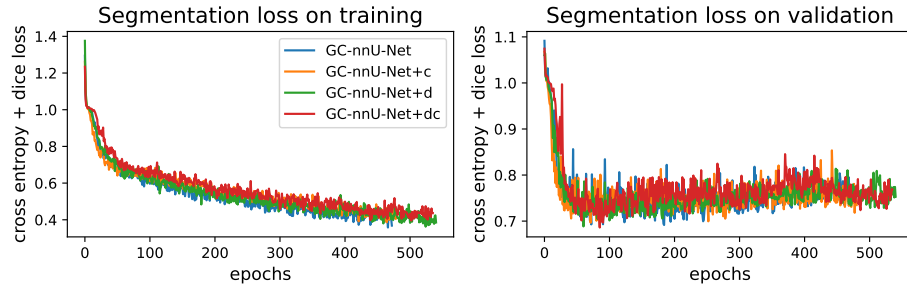 Segmentation loss on training
cross entropy + dice loss
1.4
1.2
1.0
0.8
0.6
0.4
GC-nnU-Net
GC-nnU-Net+c
GC-nnU-Net+d
GC-nnU-Net+dc
0 100 200 300 400 500
epochs
Segmentation loss on validation
cross entropy + dice loss
1.1
1.0
0.9
0.8
0.7
0 100 200 300 400 500
epochs